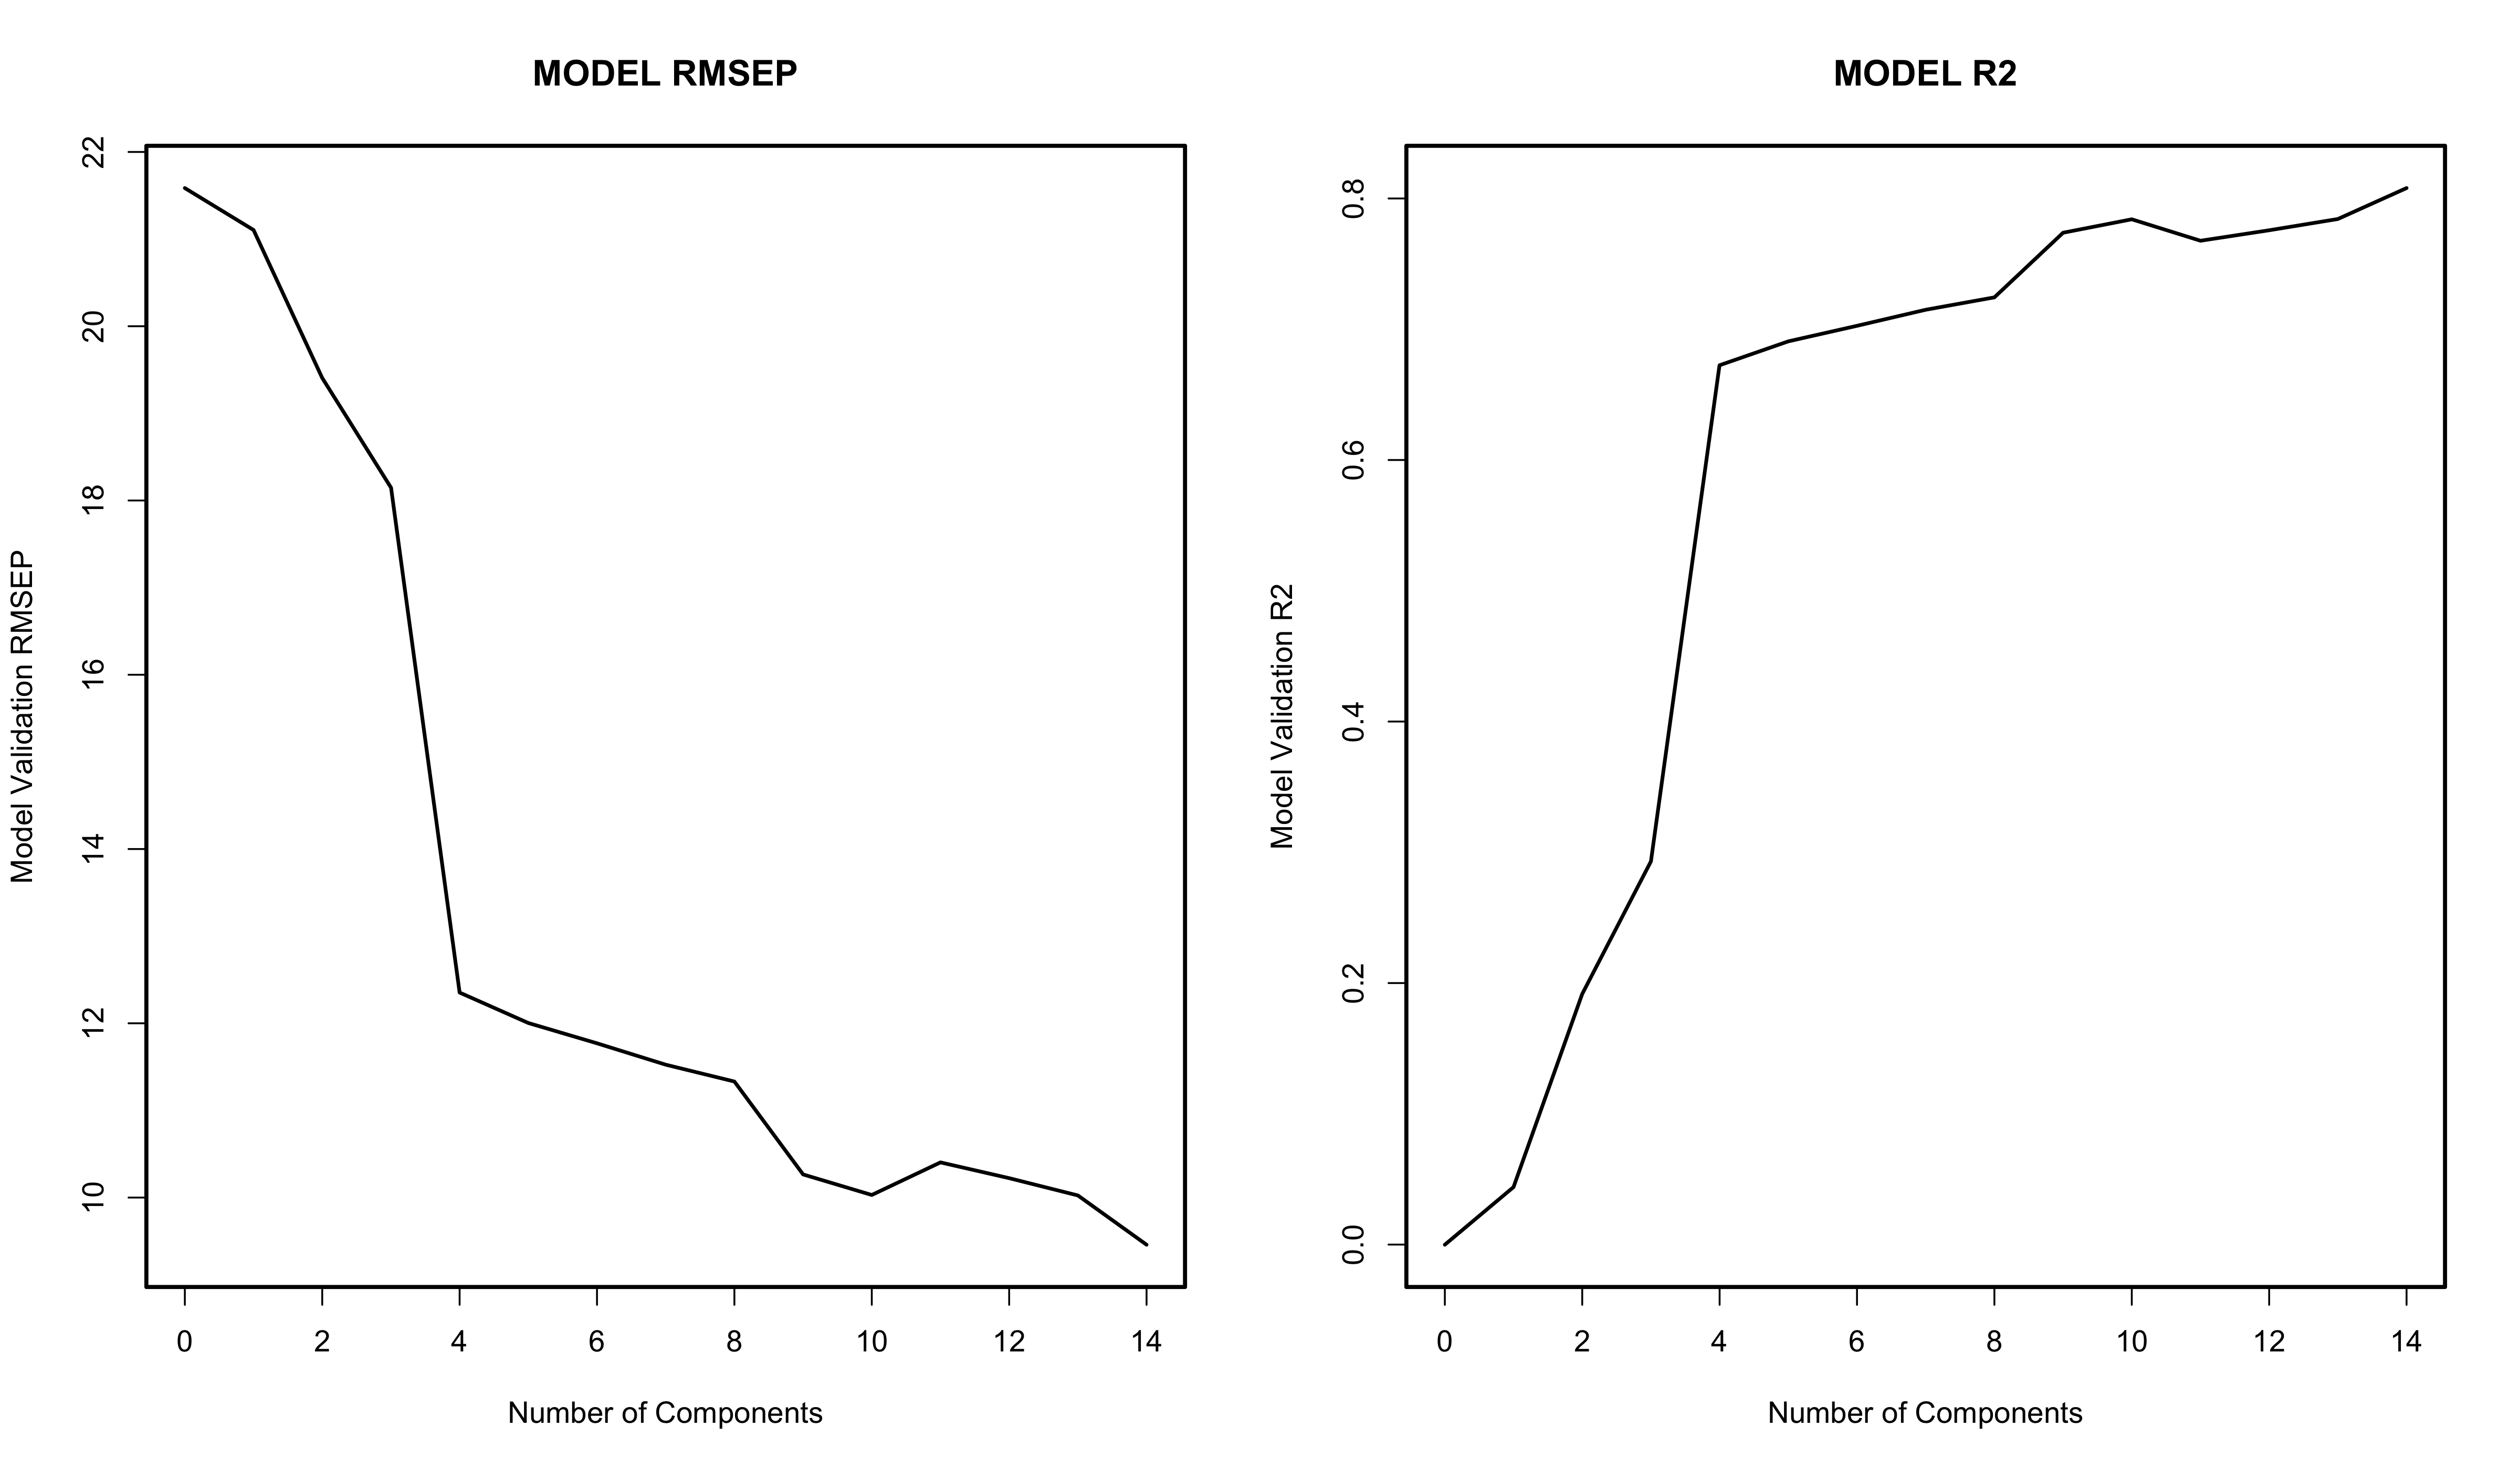 MODEL RMSEP
Model Validation RMSEP
22
20
18
16
14
12
10
0 2 4 6 8 10 12 14
Number of Components
MODEL R2
Model Validation R2
0.8
0.6
0.4
0.2
0.0
0 2 4 6 8 10 12 14
Number of Components